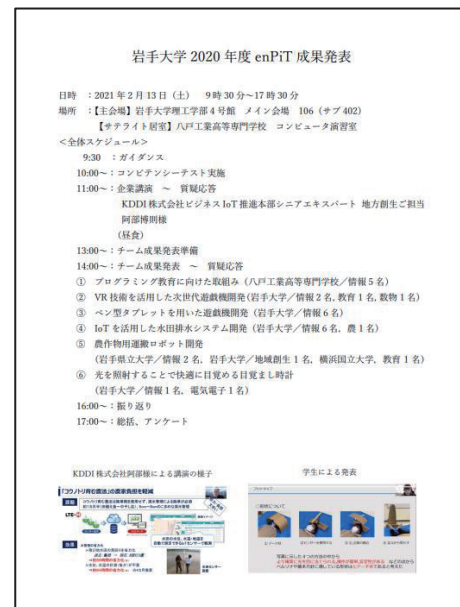 岩手大学 2020 年度 enPiT 成果発表
日時 ：2021 年 2 月 13 日（土） 9 時 30 分～17 時 30 分
場所 ：【主会場】岩手大学理工学部 4 号館 メイン会場 106（サブ 402）
【サテライト居室】八戸工業高等専門学校 コンピュータ演習室
＜全体スケジュール＞
9:30 ：ガイダンス
10:00～：コンピテンシーテスト実施
11:00～：企業講演 ～ 質疑応答
KDDI 株式会社ビジネス IoT 推進本部シニアエキスパート 地方創生ご担当
阿部博則様
(昼食)
13:00～：チーム成果発表準備
14:00～：チーム成果発表 ～ 質疑応答
① プログラミング教育に向けた取組み（八戸工業高等専門学校／情報 5 名）
② VR 技術を活用した次世代遊戯機開発(岩手大学／情報 2 名, 教育 1 名, 数物 1 名)
③ ペン型タブレットを用いた遊戯機開発（岩手大学／情報 6 名）
④ IoT を活用した水田排水システム開発（岩手大学／情報 6 名、農 1 名）
⑤ 農作物用運搬ロボット開発
(岩手県立大学／情報 2 名、岩手大学／地域創生 1 名、横浜国立大学、教育 1 名)
⑥ 光を照射することで快適に目覚める目覚まし時計
(岩手大学／情報 1 名、電気電子 1 名)
16:00～：振り返り
17:00～：総括、アンケート
KDDI 株式会社阿部様による講演の様子
学生による発表
「コウノトリ育む農法」の農家負担を軽減